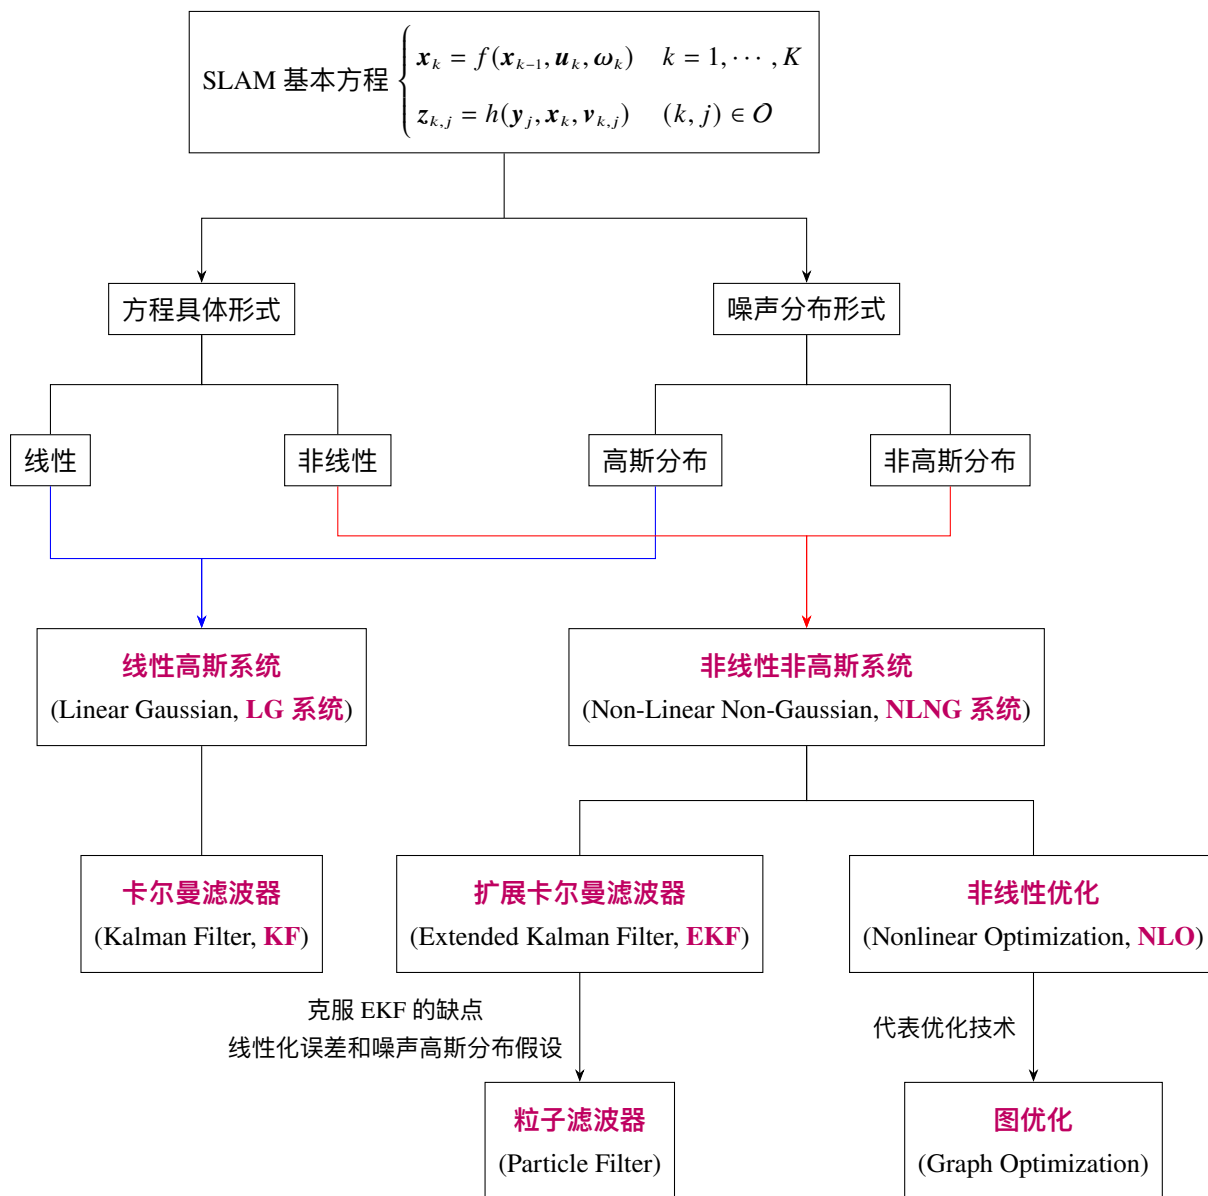 SLAM 基本方程 { x_k = f(x_{k−1}, u_k, ω_k) k = 1, ⋯ , K
z_{k,j} = h(y_j, x_k, v_{k,j}) (k, j) ∈ 𝒪
方程具体形式 噪声分布形式
线性 非线性 高斯分布 非高斯分布
线性高斯系统
(Linear Gaussian, LG 系统)
非线性非高斯系统
(Non-Linear Non-Gaussian, NLNG 系统)
卡尔曼滤波器
(Kalman Filter, KF)
扩展卡尔曼滤波器
(Extended Kalman Filter, EKF)
非线性优化
(Nonlinear Optimization, NLO)
克服 EKF 的缺点
线性化误差和噪声高斯分布假设
代表优化技术
粒子滤波器
(Particle Filter)
图优化
(Graph Optimization)